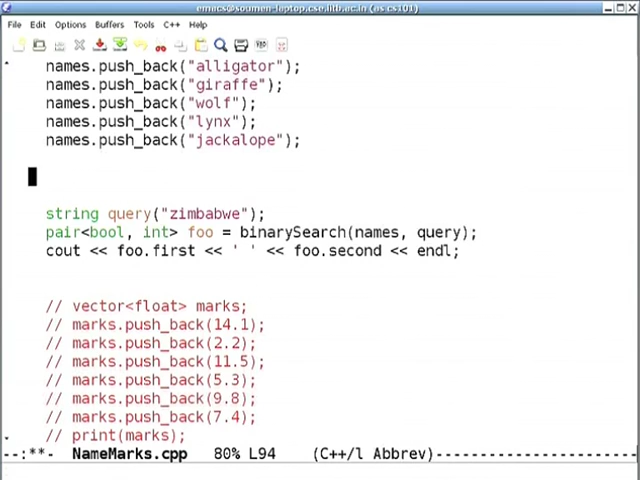 emacs@soumen-laptop.cse.iitb.ac.in (as cs101)
File Edit Options Buffers Tools C++ Help
names.push_back("alligator");
names.push_back("giraffe");
names.push_back("wolf");
names.push_back("lynx");
names.push_back("jackalope");
string query("zimbabwe");
pair<bool, int> foo = binarySearch(names, query);
cout << foo.first << ' ' << foo.second << endl;
// vector<float> marks;
// marks.push_back(14.1);
// marks.push_back(2.2);
// marks.push_back(11.5);
// marks.push_back(5.3);
// marks.push_back(9.8);
// marks.push_back(7.4);
// print(marks);
--:**- NameMarks.cpp 80% L94 (C++/l Abbrev)-----------------------